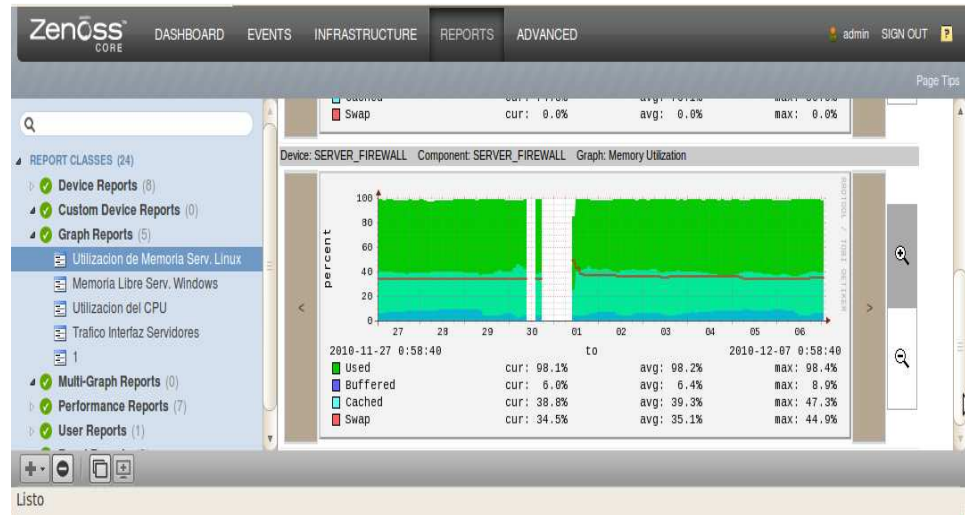 Zenoss CORE DASHBOARD EVENTS INFRASTRUCTURE REPORTS ADVANCED admin SIGN OUT ?
Page Tips
REPORT CLASSES (24)
Device Reports (8)
Custom Device Reports (0)
Graph Reports (5)
Utilizacion de Memoria Serv. Linux
Memoria Libre Serv. Windows
Utilizacion del CPU
Trafico Interfaz Servidores
1
Multi-Graph Reports (0)
Performance Reports (7)
User Reports (1)
Swap cur: 0.0% avg: 0.0% max: 0.0%
Device: SERVER_FIREWALL Component: SERVER_FIREWALL Graph: Memory Utilization
RRDTOOL / TOBI OETIKER
percent
100
80
60
40
20
0
27 28 29 30 01 02 03 04 05 06
2010-11-27 0:58:40 to 2010-12-07 0:58:40
Used cur: 98.1% avg: 98.2% max: 98.4%
Buffered cur: 6.0% avg: 6.4% max: 8.9%
Cached cur: 38.8% avg: 39.3% max: 47.3%
Swap cur: 34.5% avg: 35.1% max: 44.9%
< >
Listo